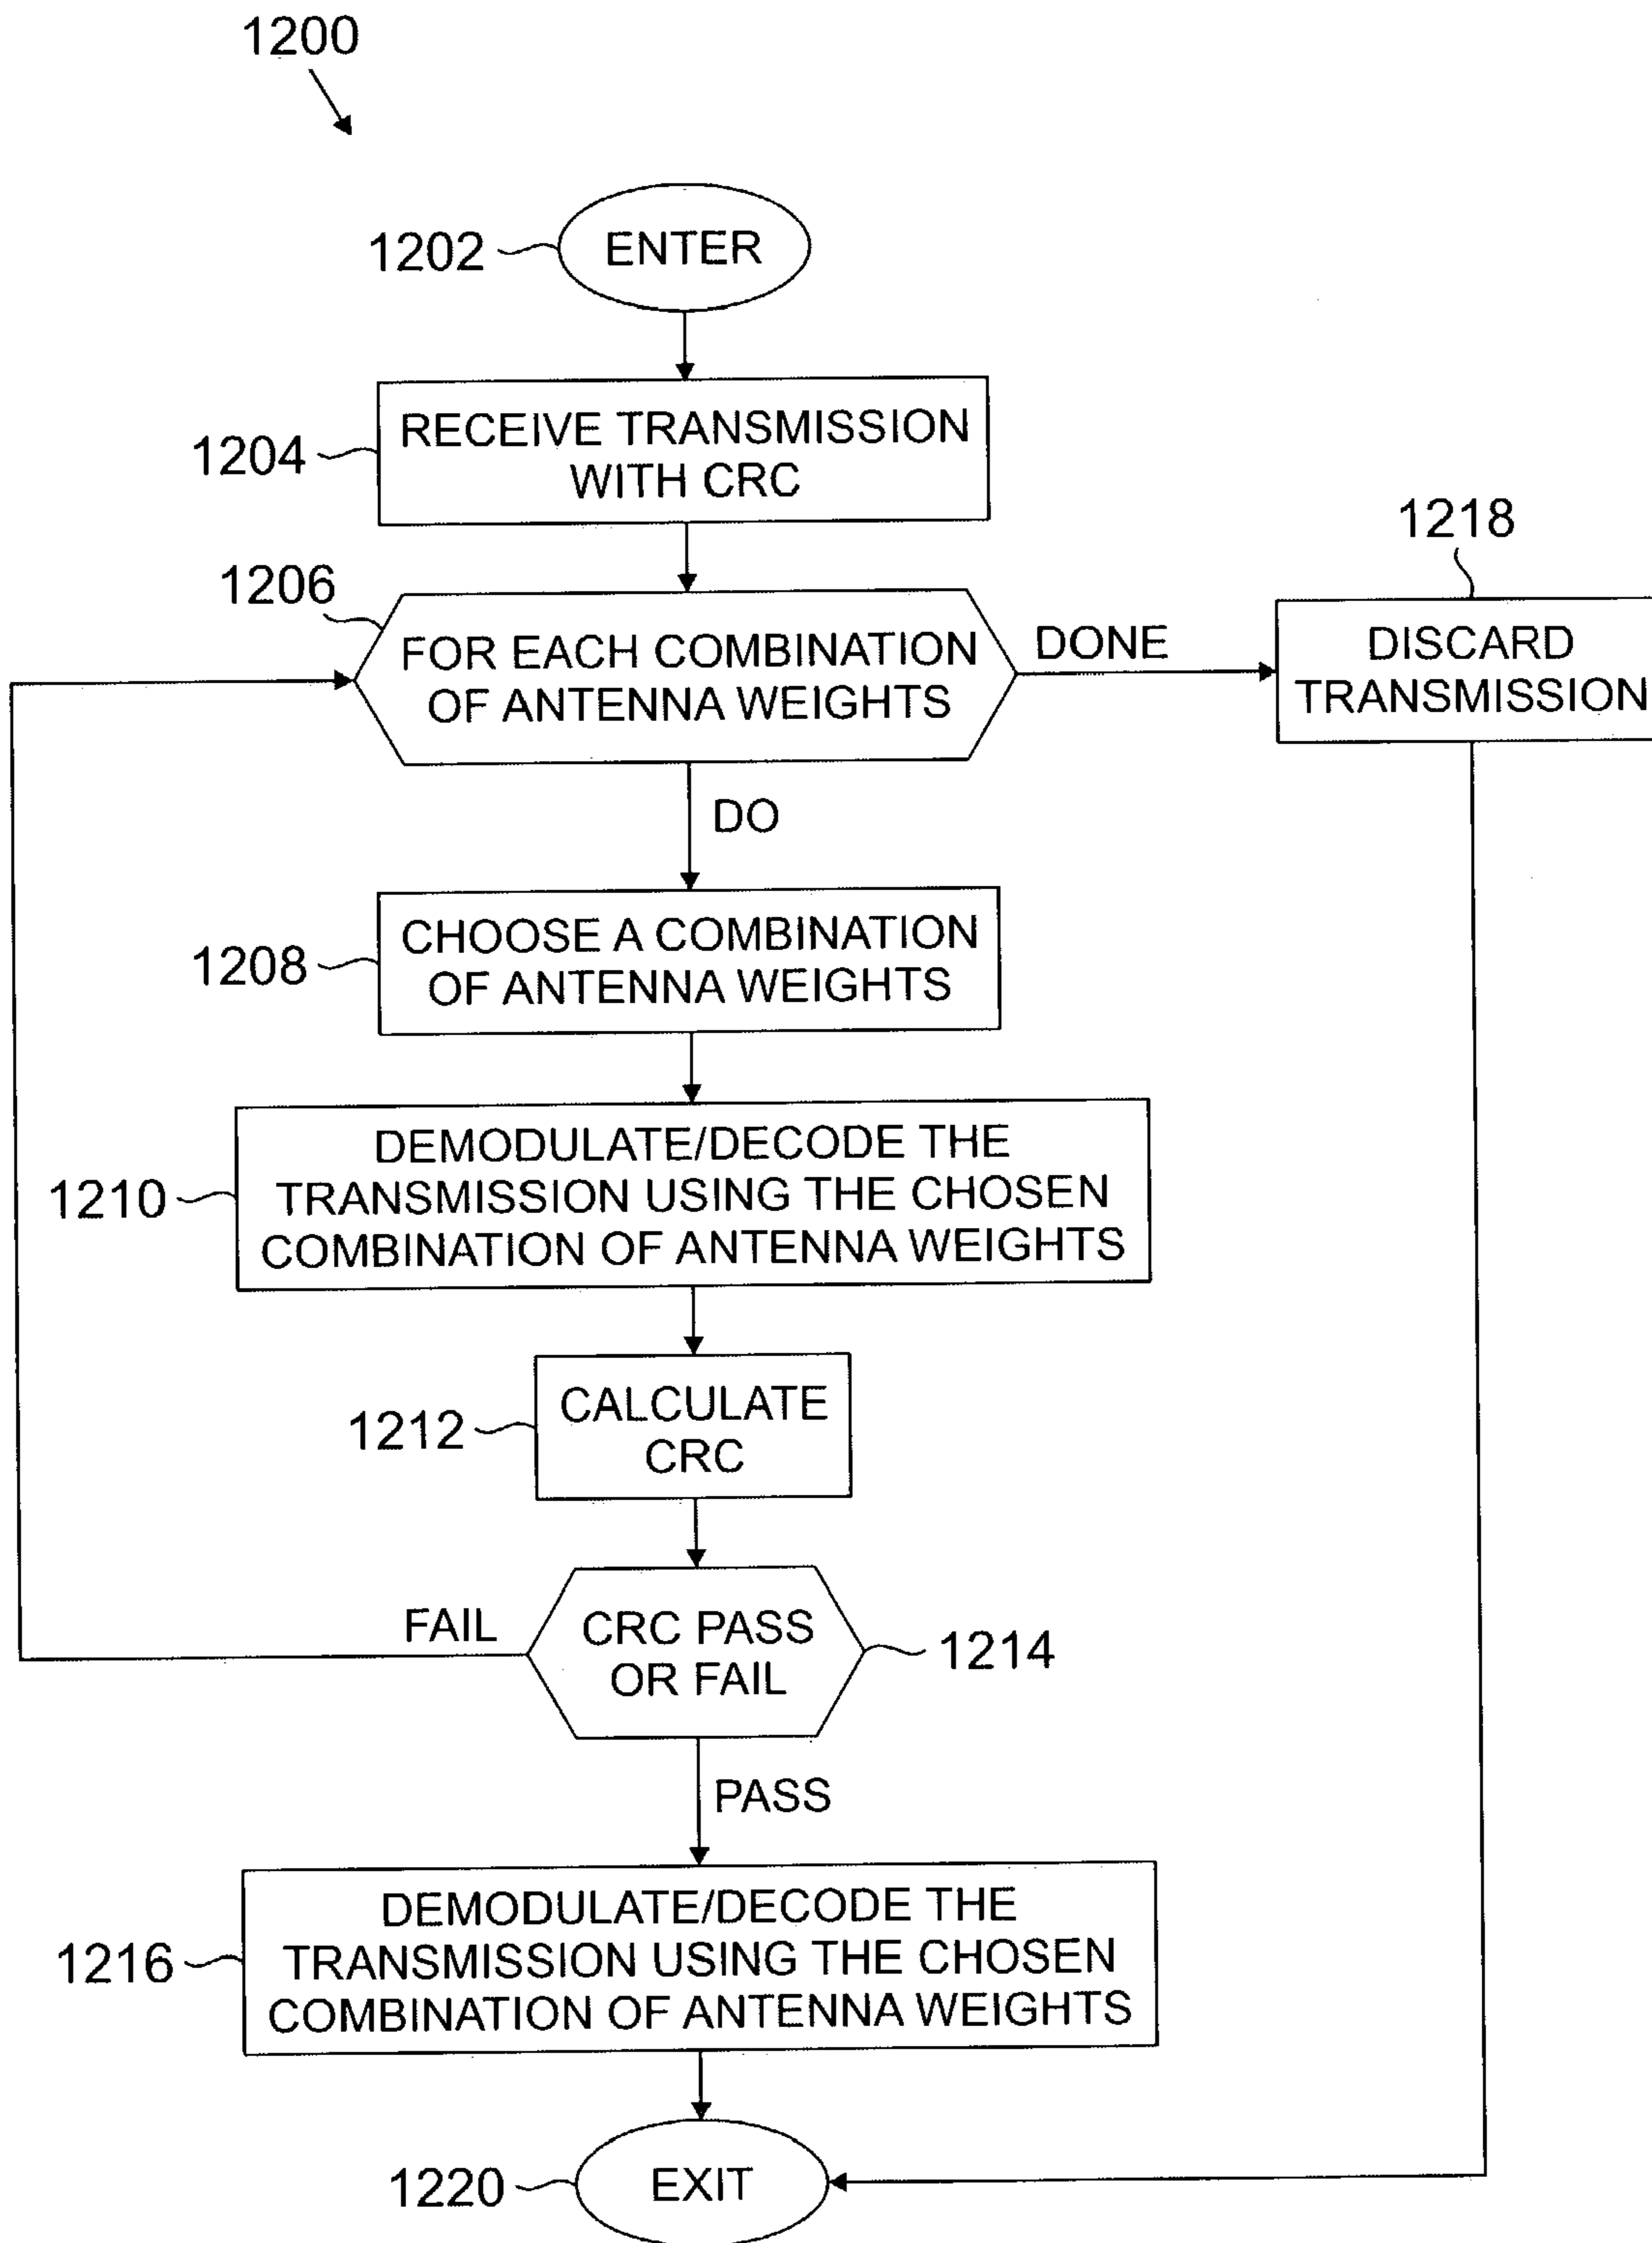 1200
1202
ENTER
1204
RECEIVE TRANSMISSION
WITH CRC
1206
FOR EACH COMBINATION
OF ANTENNA WEIGHTS
DONE
1218
DISCARD
TRANSMISSION
DO
1208
CHOOSE A COMBINATION
OF ANTENNA WEIGHTS
1210
DEMODULATE/DECODE THE
TRANSMISSION USING THE CHOSEN
COMBINATION OF ANTENNA WEIGHTS
1212
CALCULATE
CRC
FAIL
CRC PASS
OR FAIL
1214
PASS
1216
DEMODULATE/DECODE THE
TRANSMISSION USING THE CHOSEN
COMBINATION OF ANTENNA WEIGHTS
1220
EXIT